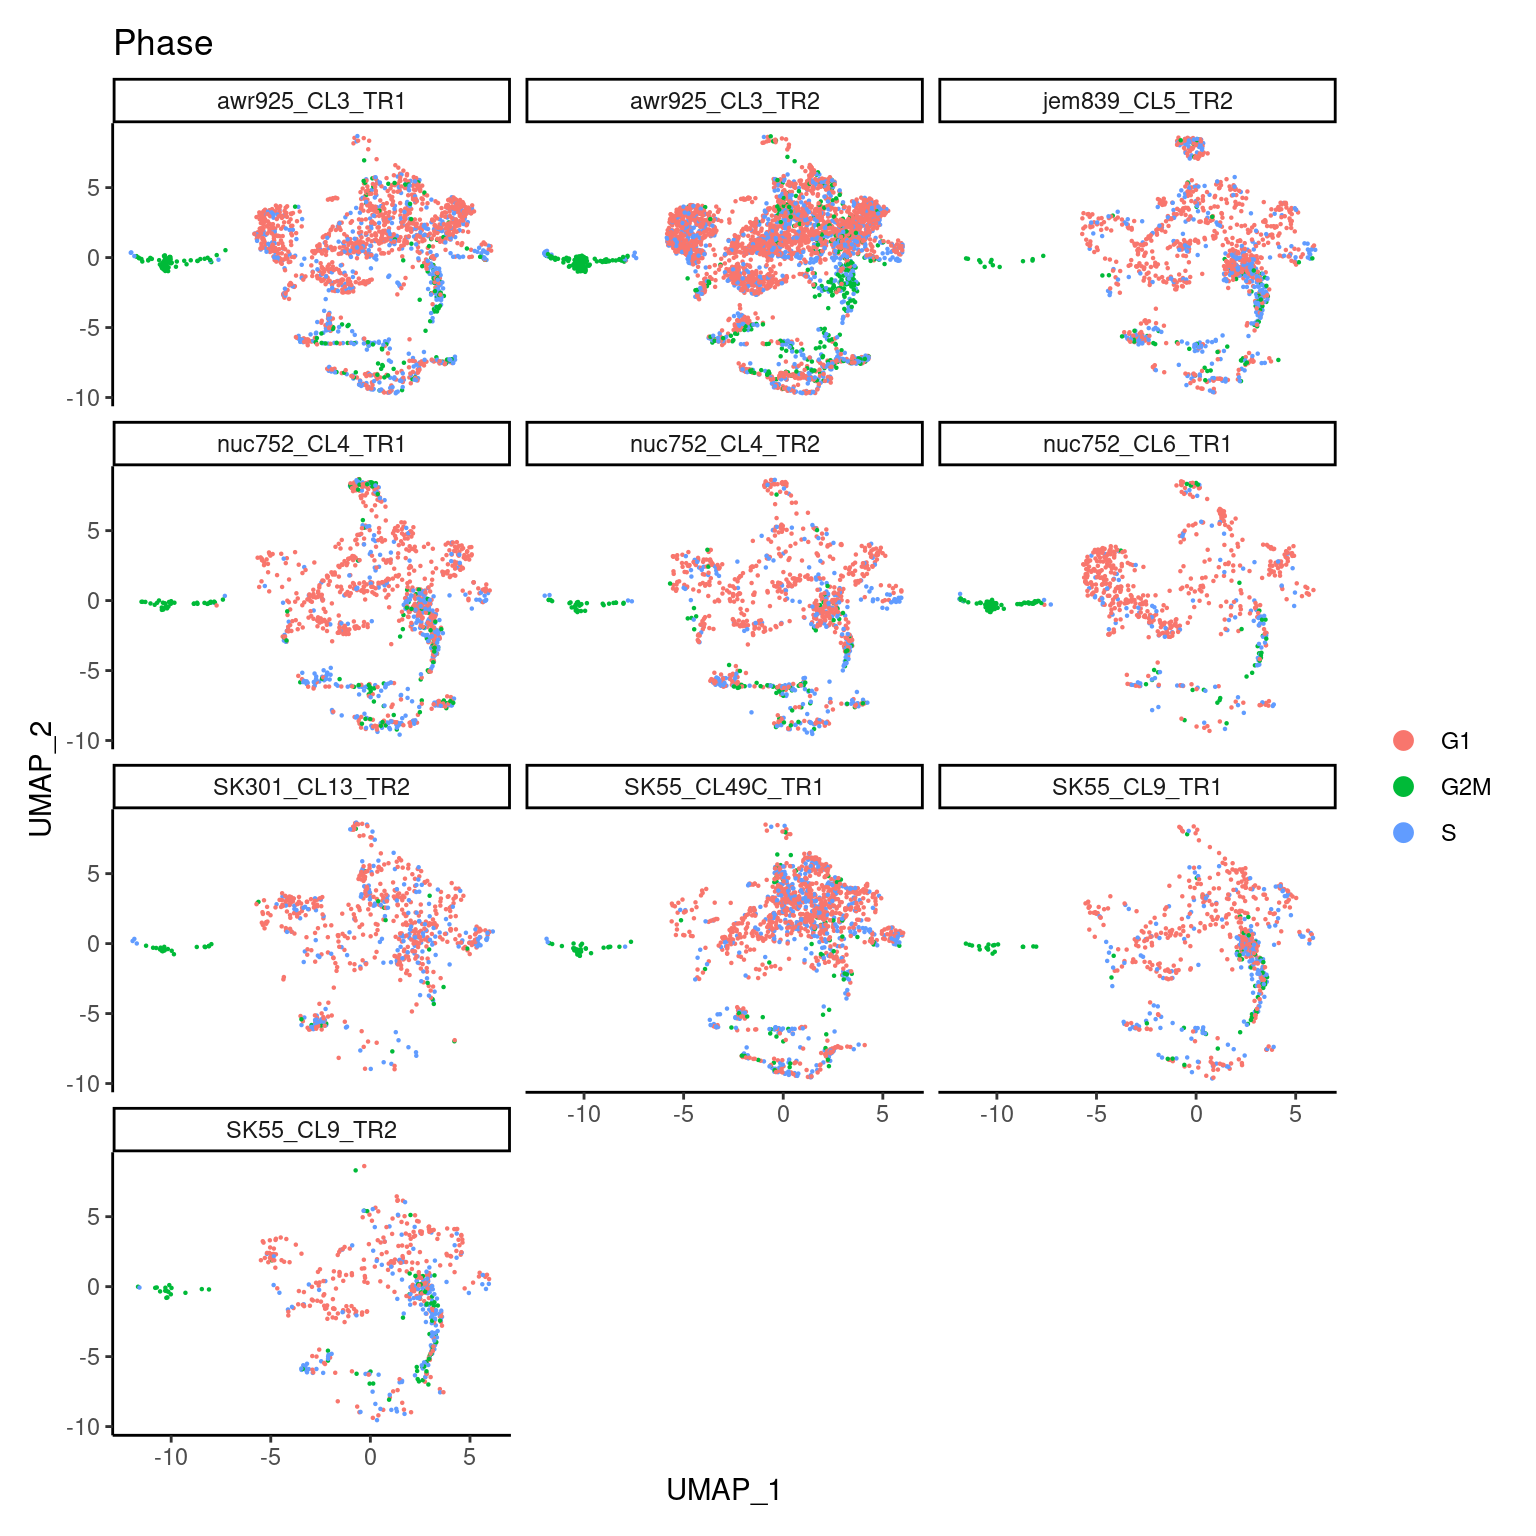 Phase
awr925_CL3_TR1
awr925_CL3_TR2
jem839_CL5_TR2
5
0
-5
-10
nuc752_CL4_TR1
nuc752_CL4_TR2
nuc752_CL6_TR1
5
0
-5
-10
SK301_CL13_TR2
SK55_CL49C_TR1
SK55_CL9_TR1
5
0
-5
-10
-10 -5 0 5
-10 -5 0 5
SK55_CL9_TR2
5
0
-5
-10
-10 -5 0 5
UMAP_1
UMAP_2
G1
G2M
S